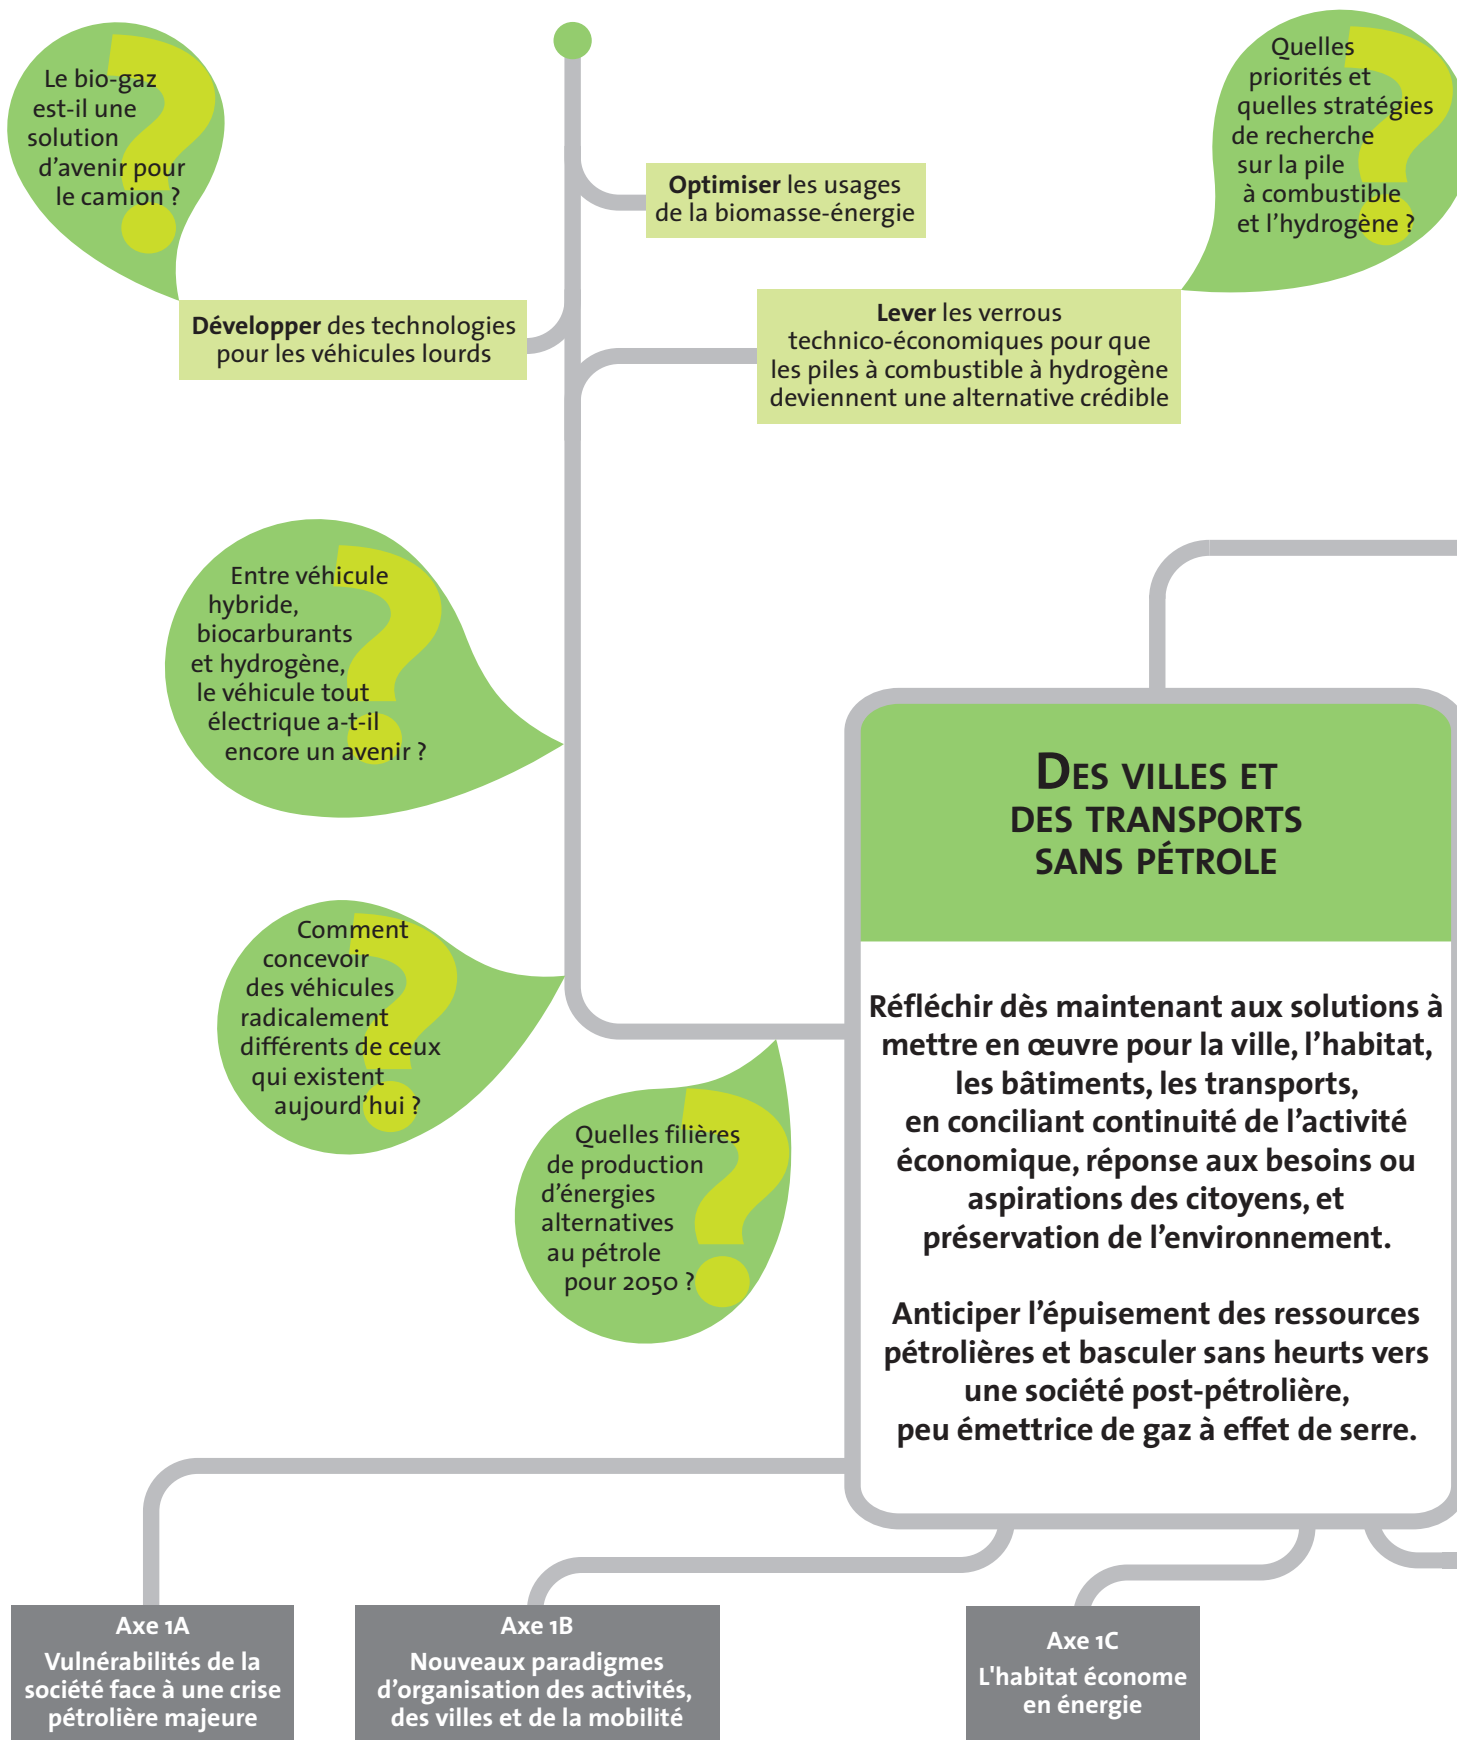 Le bio-gaz
est-il une
solution
d’avenir pour
le camion ?
Quelles
priorités et
quelles stratégies
de recherche
sur la pile
à combustible
et l’hydrogène ?
Optimiser les usages
de la biomasse-énergie
Développer des technologies
pour les véhicules lourds
Lever les verrous
technico-économiques pour que
les piles à combustible à hydrogène
deviennent une alternative crédible
Entre véhicule
hybride,
biocarburants
et hydrogène,
le véhicule tout
électrique a-t-il
encore un avenir ?
DES VILLES ET
DES TRANSPORTS
SANS PÉTROLE
Comment
concevoir
des véhicules
radicalement
différents de ceux
qui existent
aujourd’hui ?
Quelles filières
de production
d’énergies
alternatives
au pétrole
pour 2050 ?
Réfléchir dès maintenant aux solutions à
mettre en œuvre pour la ville, l’habitat,
les bâtiments, les transports,
en conciliant continuité de l’activité
économique, réponse aux besoins ou
aspirations des citoyens, et
préservation de l’environnement.
Anticiper l’épuisement des ressources
pétrolières et basculer sans heurts vers
une société post-pétrolière,
peu émettrice de gaz à effet de serre.
Axe 1A
Vulnérabilités de la
société face à une crise
pétrolière majeure
Axe 1B
Nouveaux paradigmes
d’organisation des activités,
des villes et de la mobilité
Axe 1C
L'habitat économe
en énergie